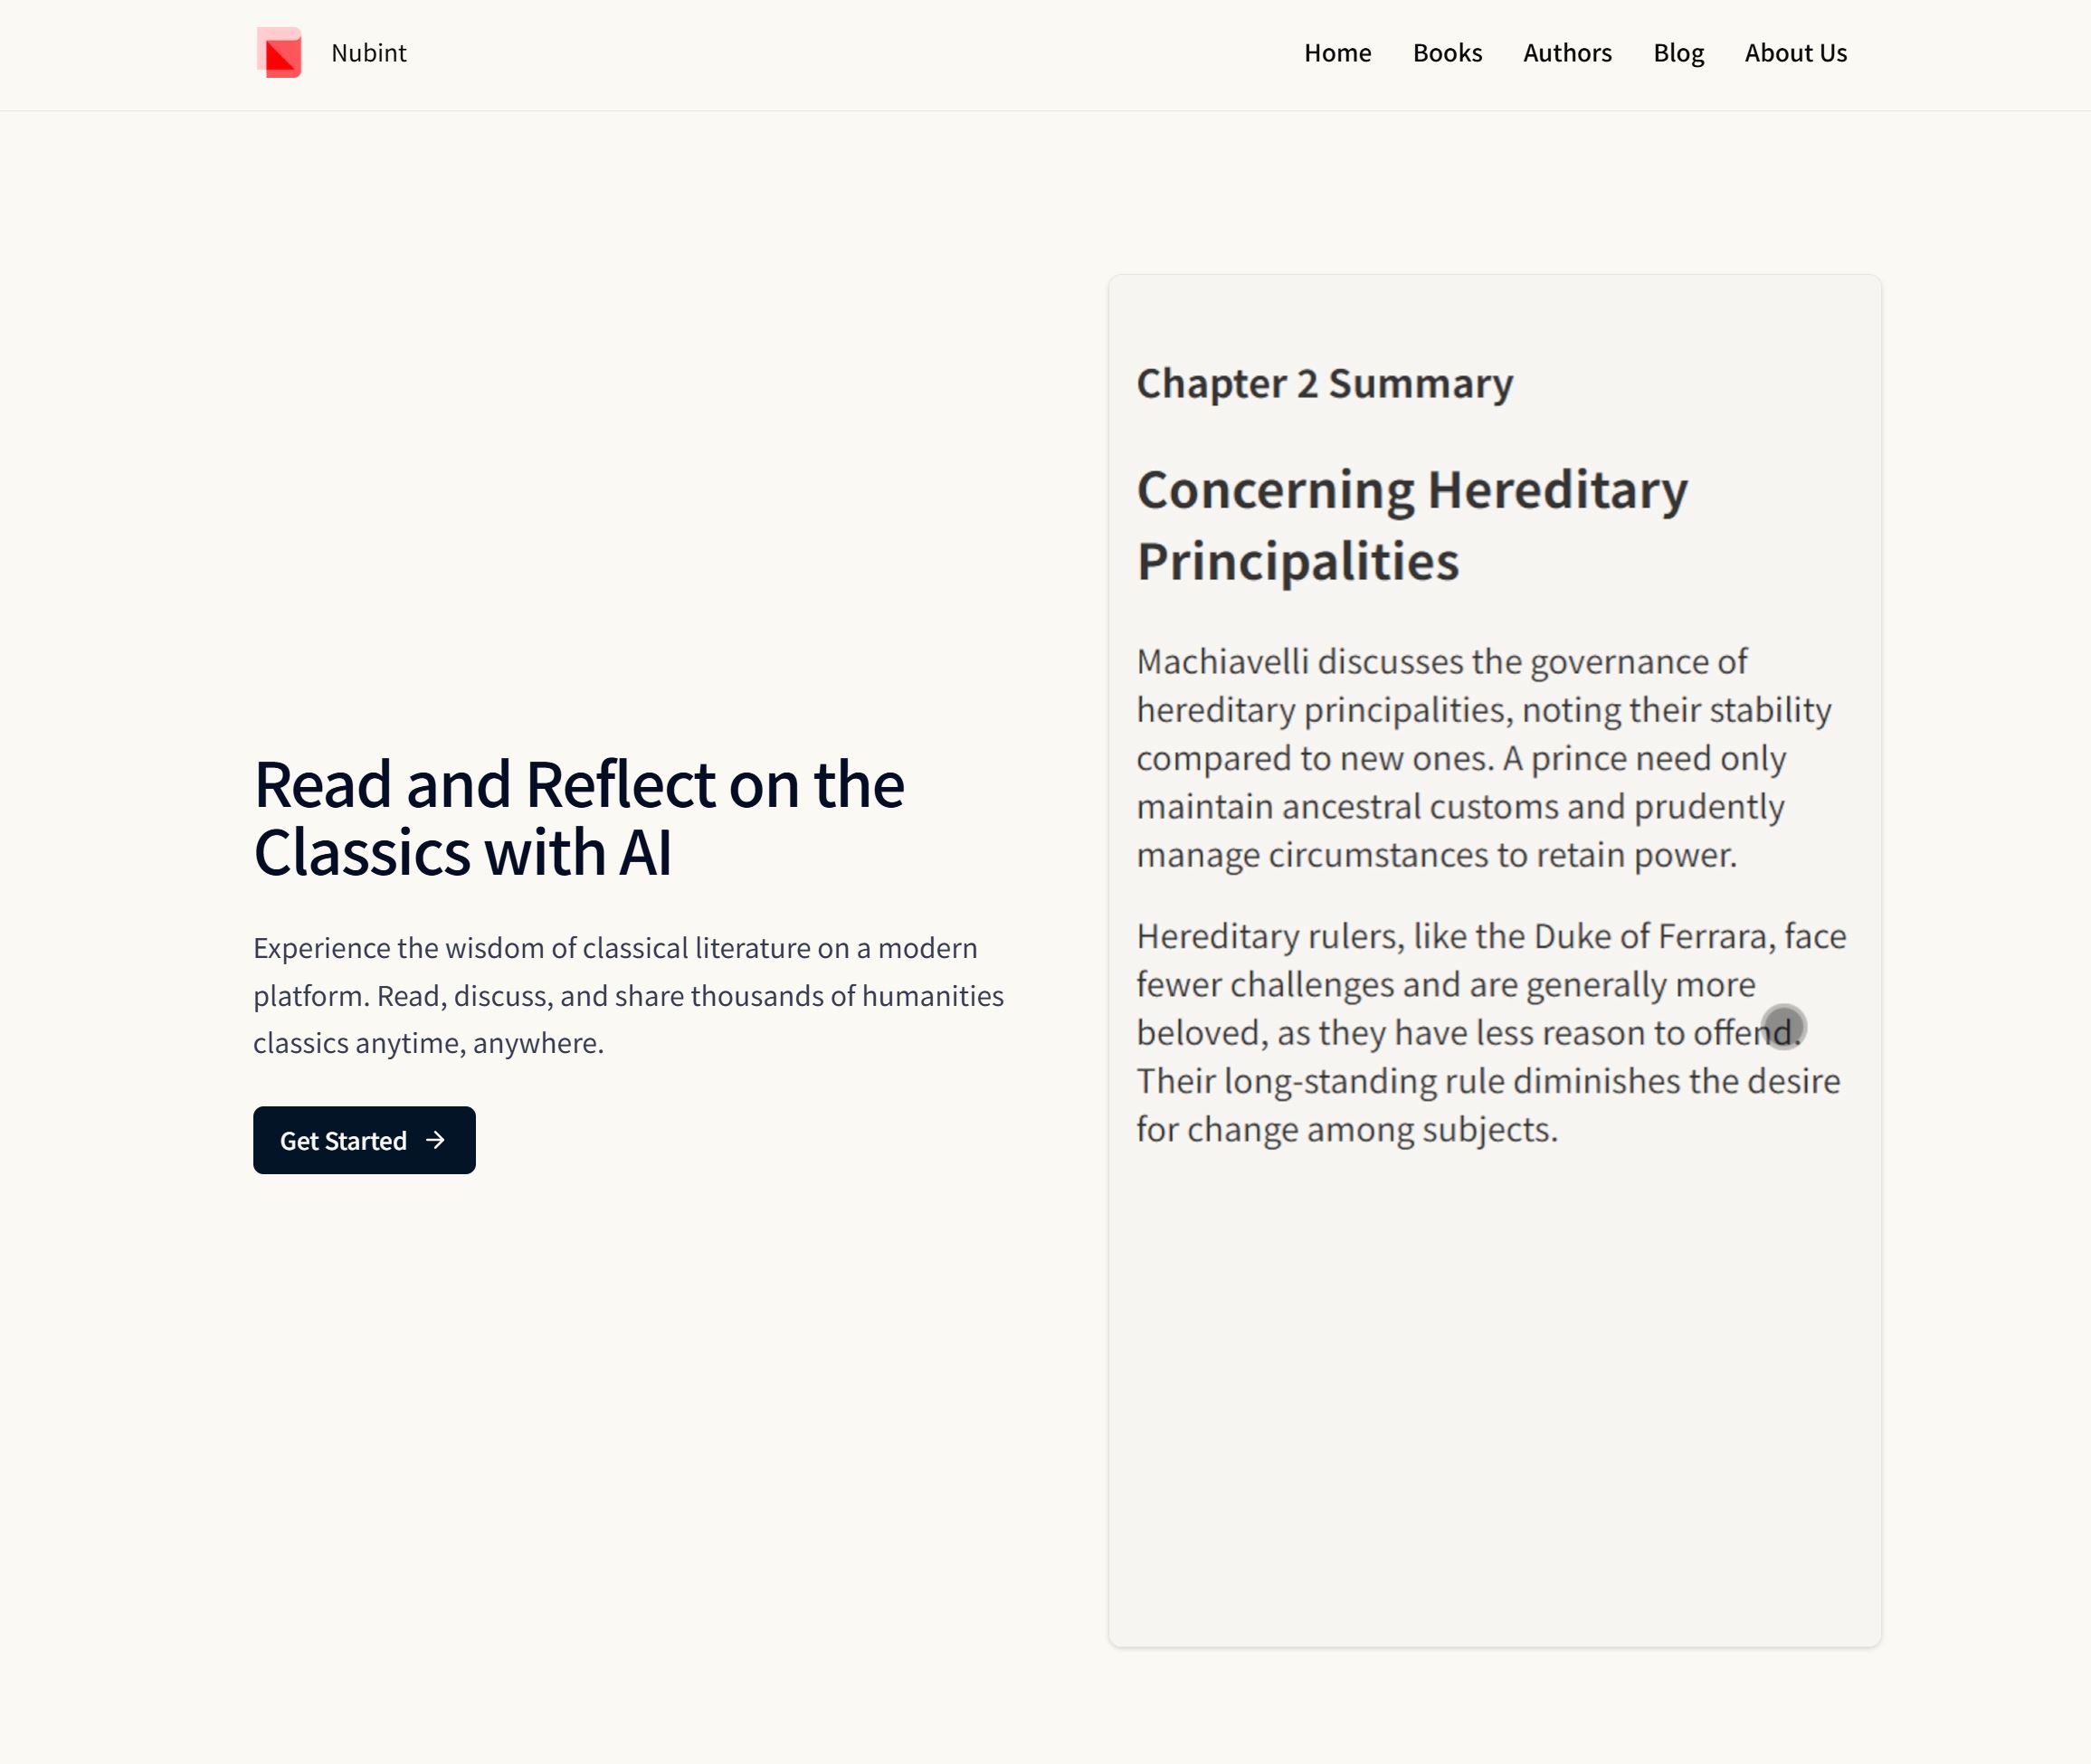 Nubint
Home Books Authors Blog About Us
Read and Reflect on the
Classics with AI
Experience the wisdom of classical literature on a modern
platform. Read, discuss, and share thousands of humanities
classics anytime, anywhere.
Get Started →
Chapter 2 Summary
Concerning Hereditary
Principalities
Machiavelli discusses the governance of
hereditary principalities, noting their stability
compared to new ones. A prince need only
maintain ancestral customs and prudently
manage circumstances to retain power.
Hereditary rulers, like the Duke of Ferrara, face
fewer challenges and are generally more
beloved, as they have less reason to offend.
Their long-standing rule diminishes the desire
for change among subjects.